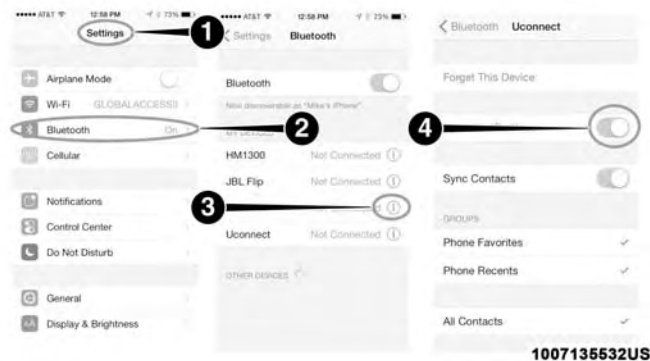 AT&T 12:58 PM 73%
Settings
Airplane Mode
Wi-Fi GLOBALACCESS
Bluetooth On
Cellular
Notifications
Control Center
Do Not Disturb
General
Display & Brightness
1
2
3
4
AT&T 12:58 PM 73%
Settings Bluetooth
Bluetooth
Now discoverable as "Mike's iPhone".
MY DEVICES
HM1300 Not Connected
JBL Flip Not Connected
Uconnect Not Connected
OTHER DEVICES
Bluetooth Uconnect
Forget This Device
Sync Contacts
GROUPS
Phone Favorites
Phone Recents
All Contacts
1007135532US